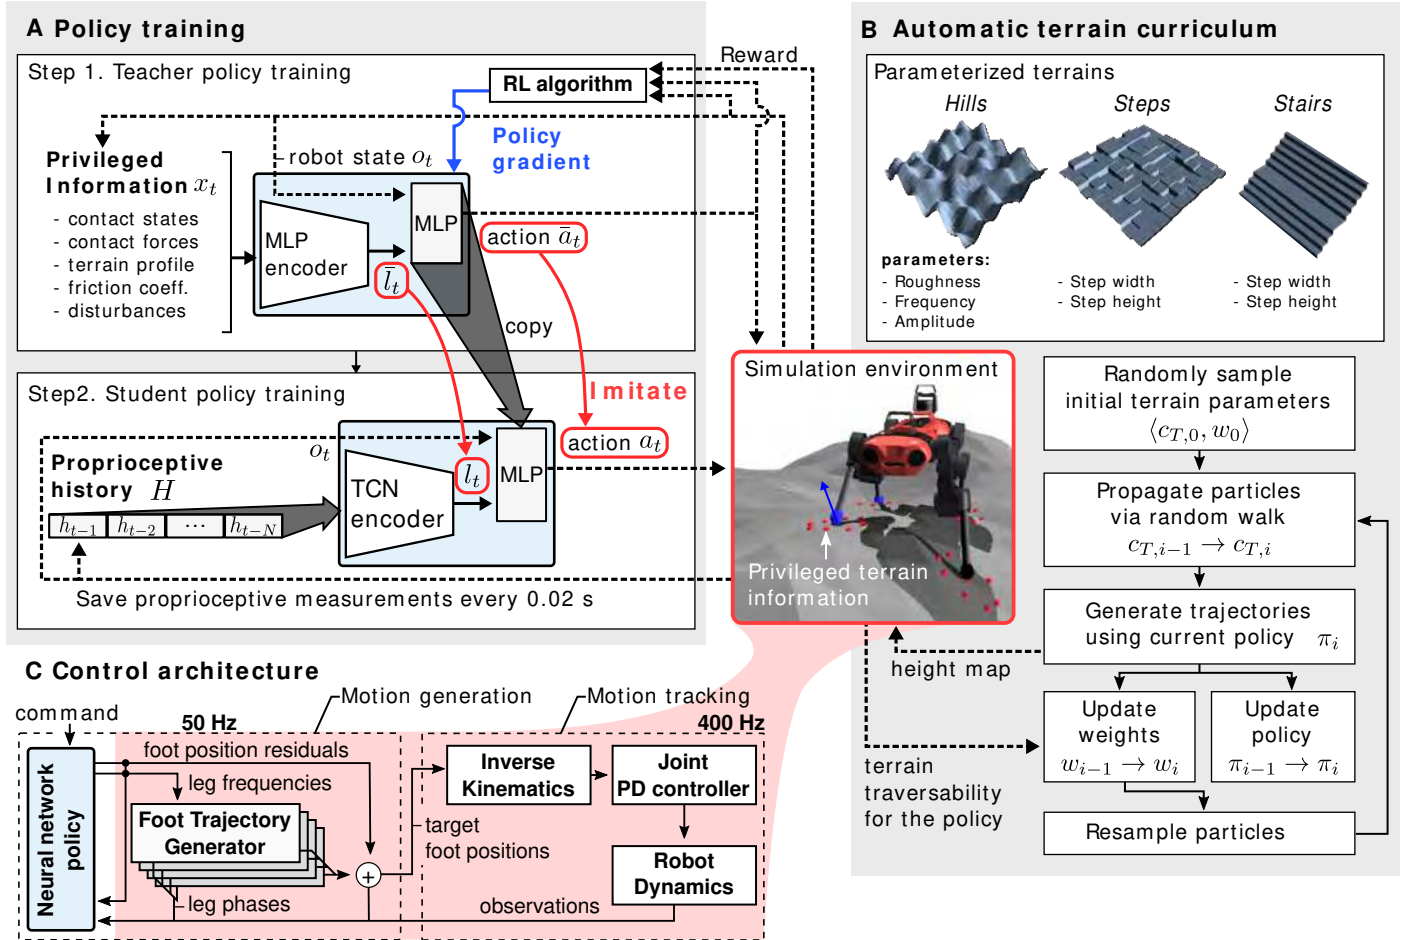 A Policy training
Step 1. Teacher policy training
Reward
RL algorithm
Policy
gradient
Privileged
Information x_t
- contact states
- contact forces
- terrain profile
- friction coeff.
- disturbances
robot state o_t
MLP
encoder
MLP
l̄_t
action ā_t
copy
Step2. Student policy training
Imitate
o_t
action a_t
Proprioceptive
history H
h_{t-1} h_{t-2} ... h_{t-N}
TCN
encoder
l_t
MLP
Save proprioceptive measurements every 0.02 s
Simulation environment
Privileged terrain
information
B Automatic terrain curriculum
Parameterized terrains
Hills Steps Stairs
parameters:
- Roughness
- Frequency
- Amplitude
- Step width
- Step height
- Step width
- Step height
Randomly sample
initial terrain parameters
⟨c_{T,0}, w_0⟩
Propagate particles
via random walk
c_{T,i-1} → c_{T,i}
Generate trajectories
using current policy π_i
height map
Update
weights
w_{i-1} → w_i
Update
policy
π_{i-1} → π_i
terrain
traversability
for the policy
Resample particles
C Control architecture
Motion generation
Motion tracking
command
50 Hz
400 Hz
Neural network
policy
foot position residuals
leg frequencies
Foot Trajectory
Generator
+
leg phases
target
foot positions
Inverse
Kinematics
Joint
PD controller
Robot
Dynamics
observations